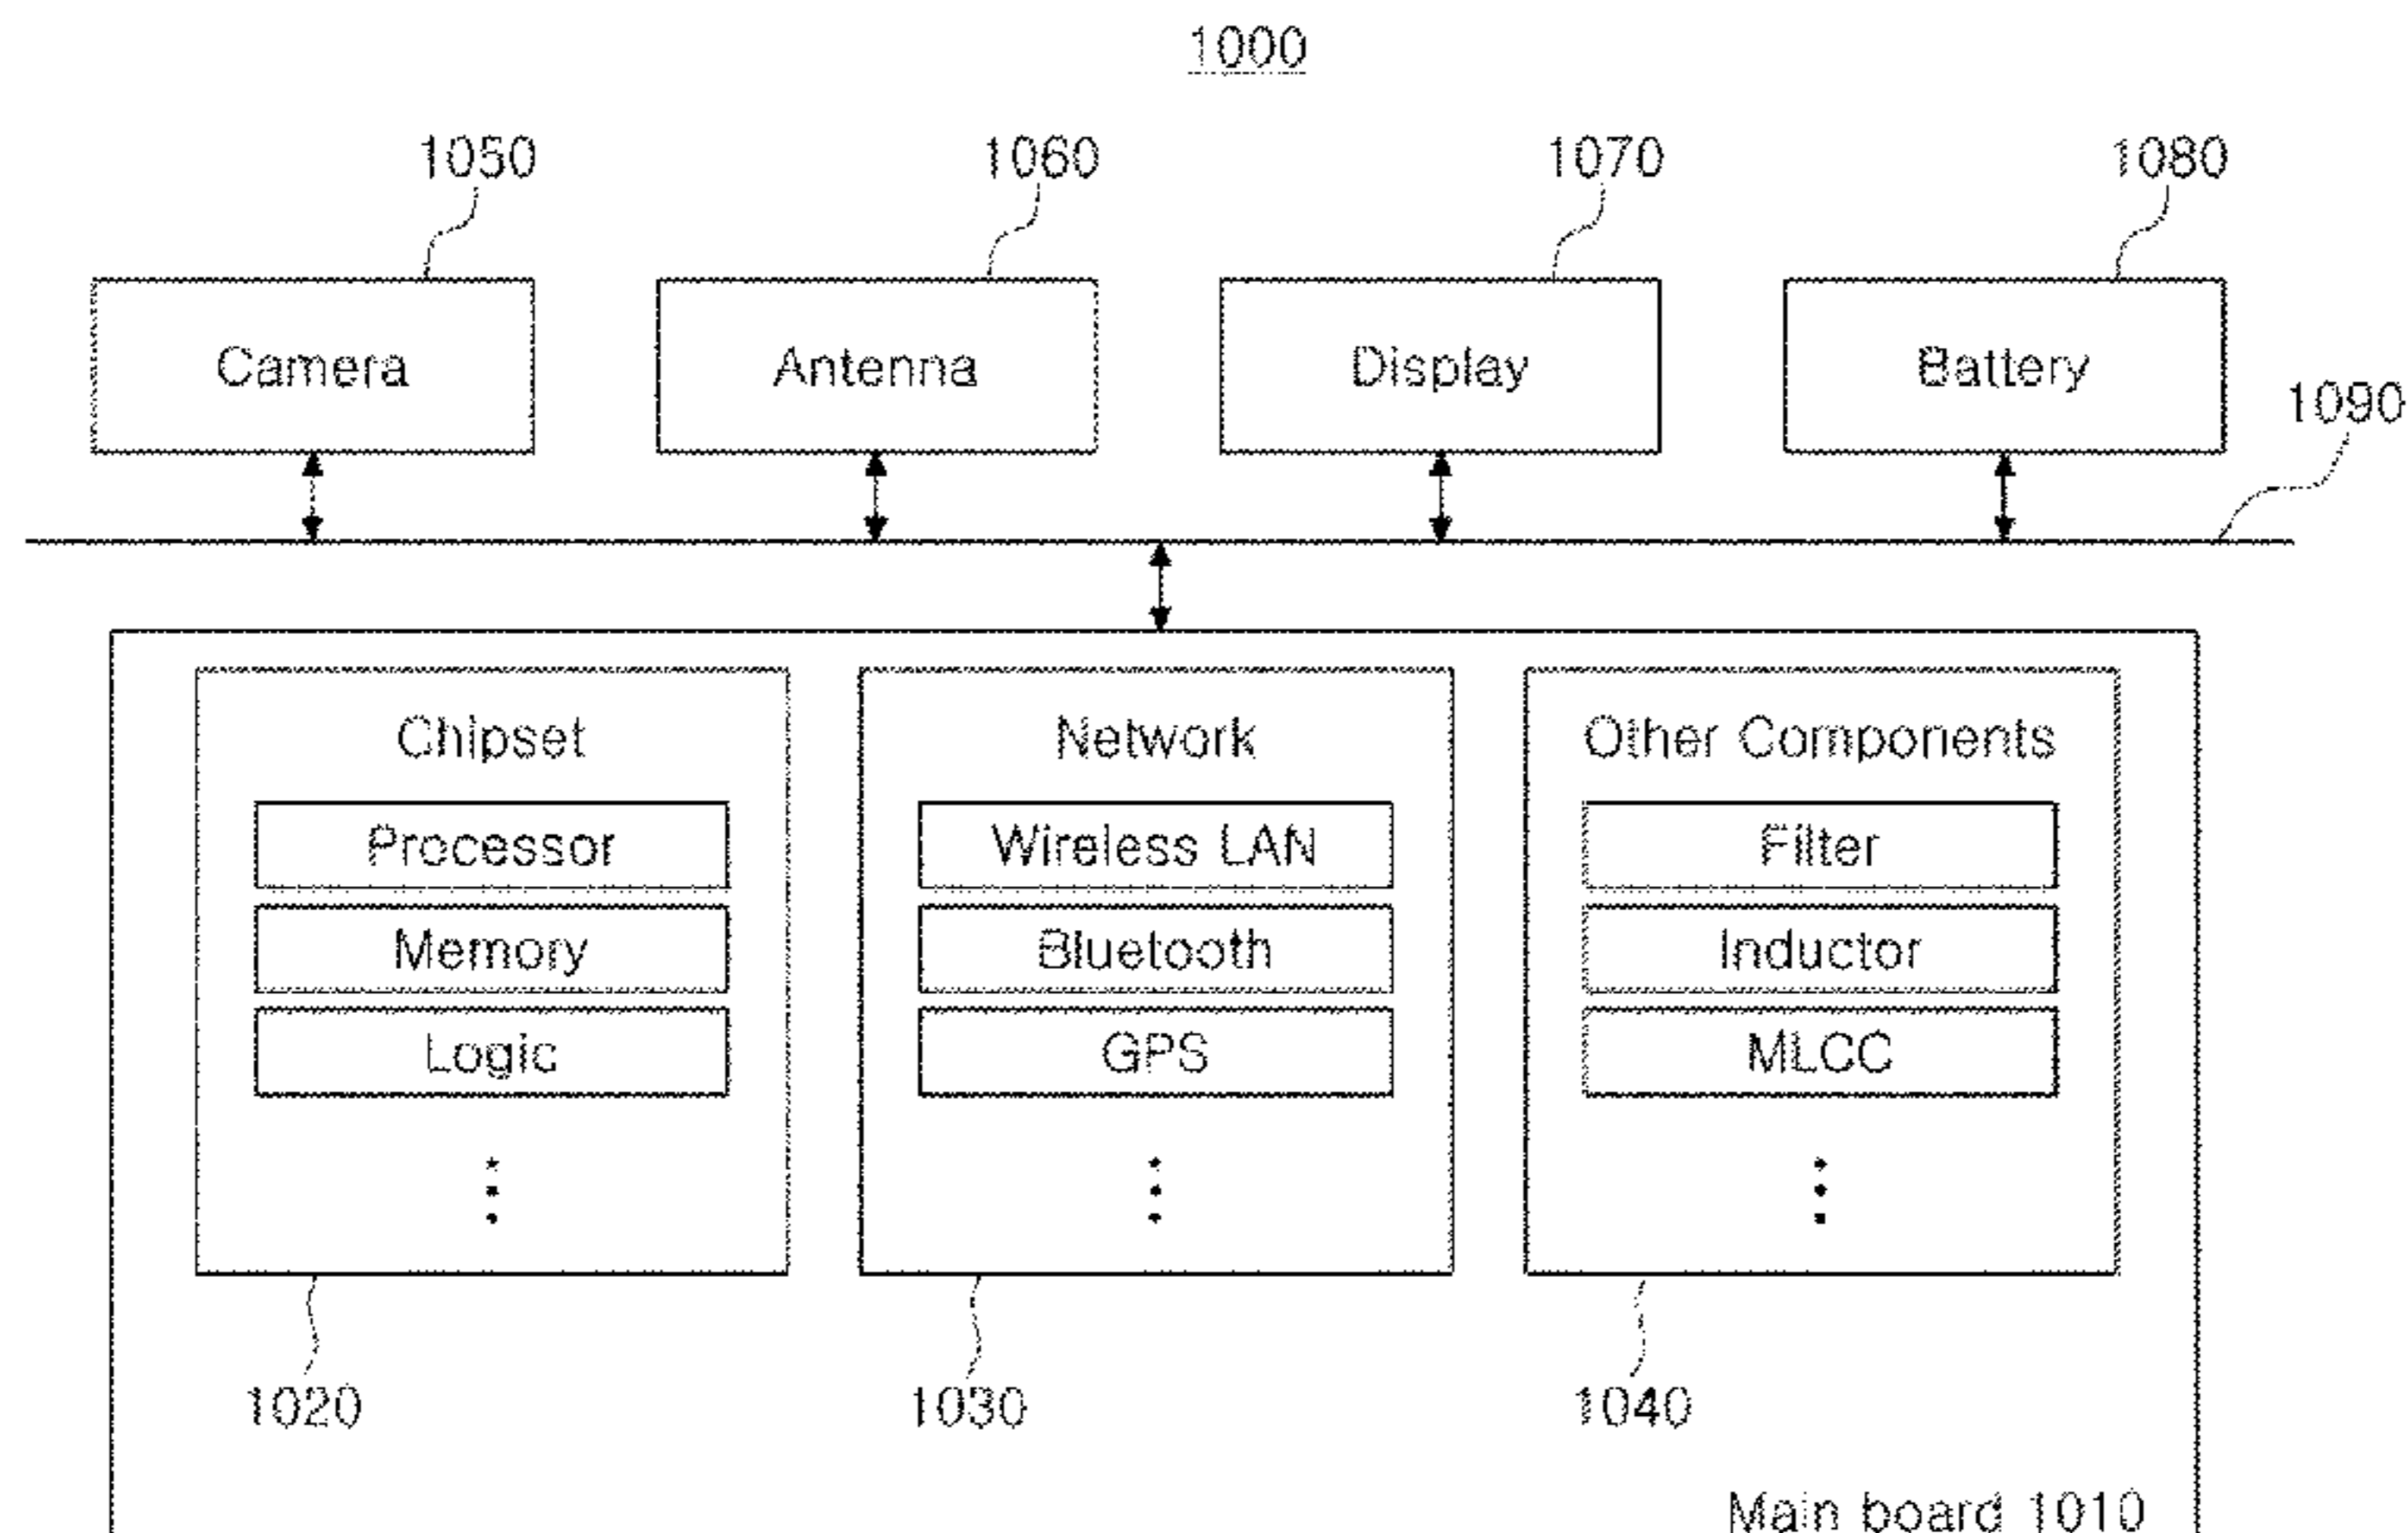 1000
1050 1060 1070 1080
Camera Antenna Display Battery
1090
Chipset Network Other Components
Processor Wireless LAN Filter
Memory Bluetooth Inductor
Logic GPS MLCC
1020 1030 1040
Main board 1010